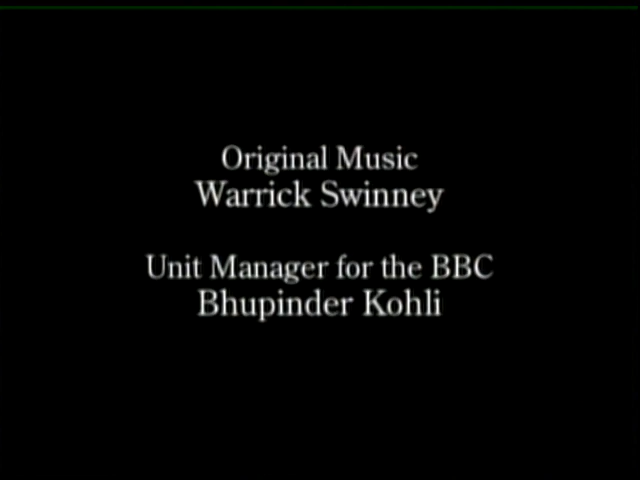 Original Music
Warrick Swinney
Unit Manager for the BBC
Bhupinder Kohli